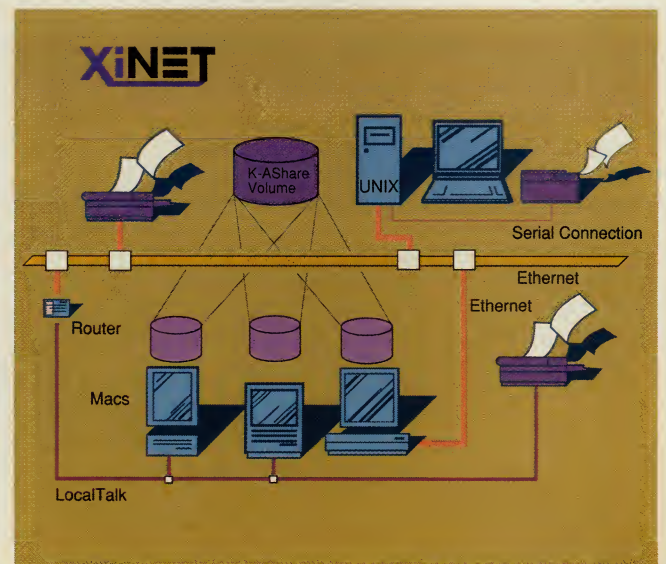 XiNET
K-AShare
Volume
UNIX
Serial Connection
Ethernet
Ethernet
Router
Macs
LocalTalk